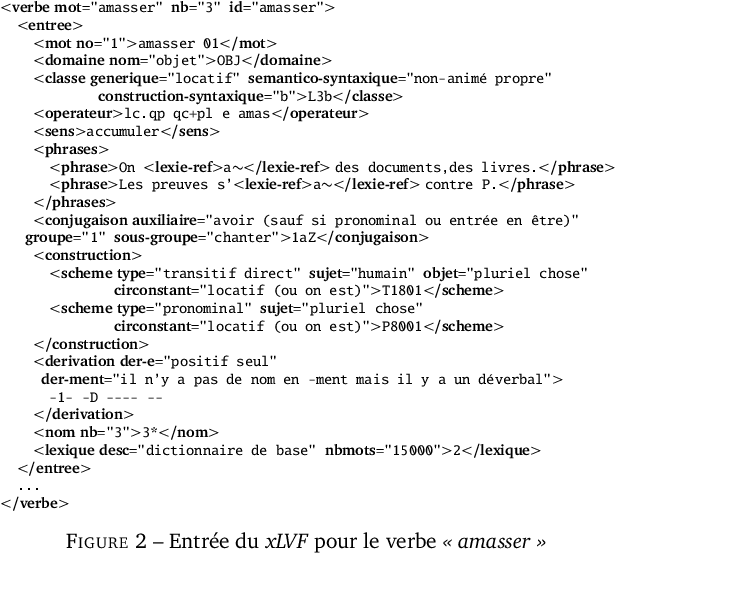 <verbe mot="amasser" nb="3" id="amasser">
<entree>
<mot no="1">amasser 01</mot>
<domaine nom="objet">OBJ</domaine>
<classe generique="locatif" semantico-syntaxique="non-animé propre"
construction-syntaxique="b">L3b</classe>
<operateur>lc.qp qc+pl e amas</operateur>
<sens>accumuler</sens>
<phrases>
<phrase>On <lexie-ref>a~</lexie-ref> des documents,des livres.</phrase>
<phrase>Les preuves s'<lexie-ref>a~</lexie-ref> contre P.</phrase>
</phrases>
<conjugaison auxiliaire="avoir (sauf si pronominal ou entrée en être)"
groupe="1" sous-groupe="chanter">1aZ</conjugaison>
<construction>
<scheme type="transitif direct" sujet="humain" objet="pluriel chose"
circonstant="locatif (ou on est)">T1801</scheme>
<scheme type="pronominal" sujet="pluriel chose"
circonstant="locatif (ou on est)">P8001</scheme>
</construction>
<derivation der-e="positif seul"
der-ment="il n'y a pas de nom en -ment mais il y a un déverbal">
-1- -D ---- --
</derivation>
<nom nb="3">3*</nom>
<lexique desc="dictionnaire de base" nbmots="15000">2</lexique>
</entree>
...
</verbe>
FIGURE 2 – Entrée du xLVF pour le verbe « amasser »